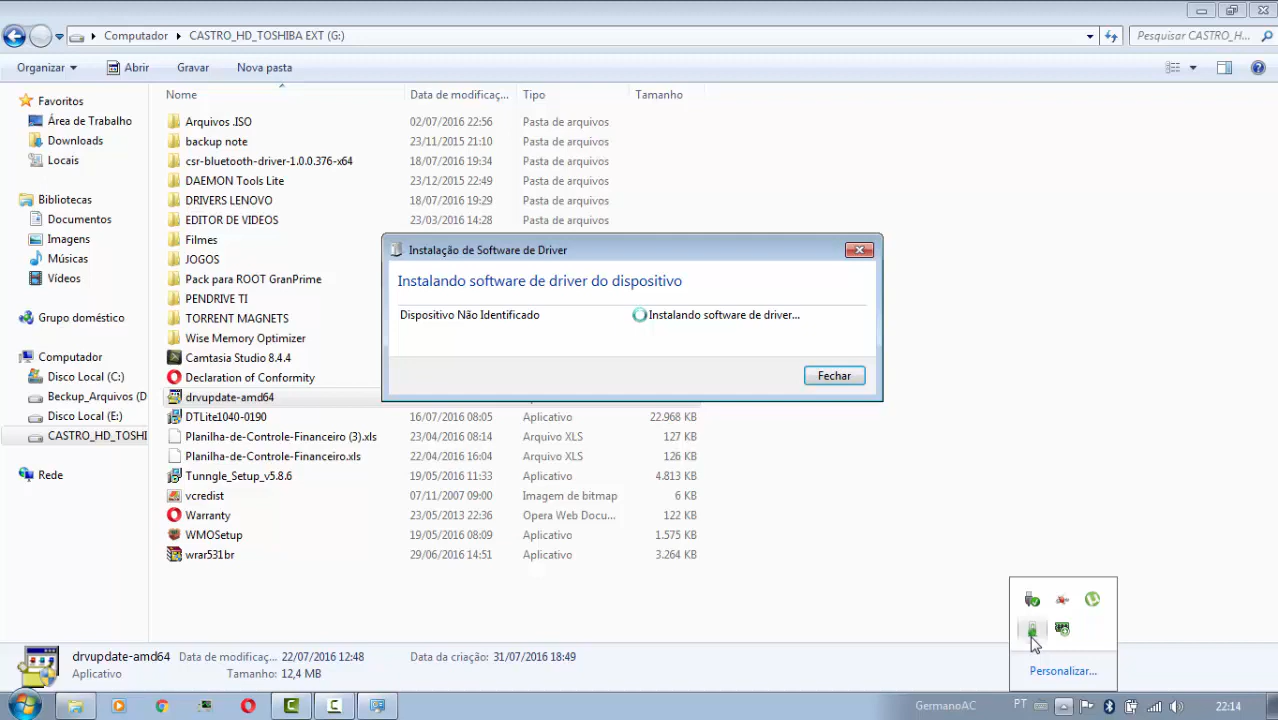 Computador CASTRO_HD_TOSHIBA EXT (G:) Pesquisar CASTRO_H...
Organizar Abrir Gravar Nova pasta
Nome Data de modificaç... Tipo Tamanho
Favoritos
Área de Trabalho
Downloads
Locais
Bibliotecas
Documentos
Imagens
Músicas
Vídeos
Grupo doméstico
Computador
Disco Local (C:)
Beckup_Arquivos (D
Disco Local (E:)
CASTRO_HD_TOSHI
Rede
Arquivos .ISO 02/07/2016 22:56 Pasta de arquivos
backup note 23/11/2015 21:10 Pasta de arquivos
csr-bluetooth-driver-1.0.0.376-x64 18/07/2016 19:34 Pasta de arquivos
DAEMON Tools Lite 23/12/2015 22:49 Pasta de arquivos
DRIVERS LENOVO 18/07/2016 19:29 Pasta de arquivos
EDITOR DE VIDEOS 23/03/2016 14:28 Pasta de arquivos
Filmes
JOGOS
Pack para ROOT GranPrime
PENDRIVE TI
TORRENT MAGNETS
Wise Memory Optimizer
Camtasia Studio 8.4.4
Declaration of Conformity
drvupdate-amd64
DTLite1040-0190 16/07/2016 08:05 Aplicativo 22.968 KB
Planilha-de-Controle-Financeiro (3).xls 23/04/2016 08:14 Arquivo XLS 127 KB
Planilha-de-Controle-Financeiro.xls 22/04/2016 16:04 Arquivo XLS 126 KB
Tunngle_Setup_v5.8.6 19/05/2016 11:33 Aplicativo 4.813 KB
vcredist 07/11/2007 09:00 Imagem de bitmap 6 KB
Warranty 23/05/2013 22:36 Opera Web Docu... 122 KB
WMOSetup 19/05/2016 08:09 Aplicativo 1.575 KB
wrar531br 29/06/2016 14:51 Aplicativo 3.264 KB
Instalação de Software de Driver
Instalando software de driver do dispositivo
Dispositivo Não Identificado Instalando software de driver...
Fechar
Personalizar...
drvupdate-amd64 Data de modificaç... 22/07/2016 12:48 Data da criação: 31/07/2016 18:49
Aplicativo Tamanho: 12,4 MB
GermanoAC PT 22:14